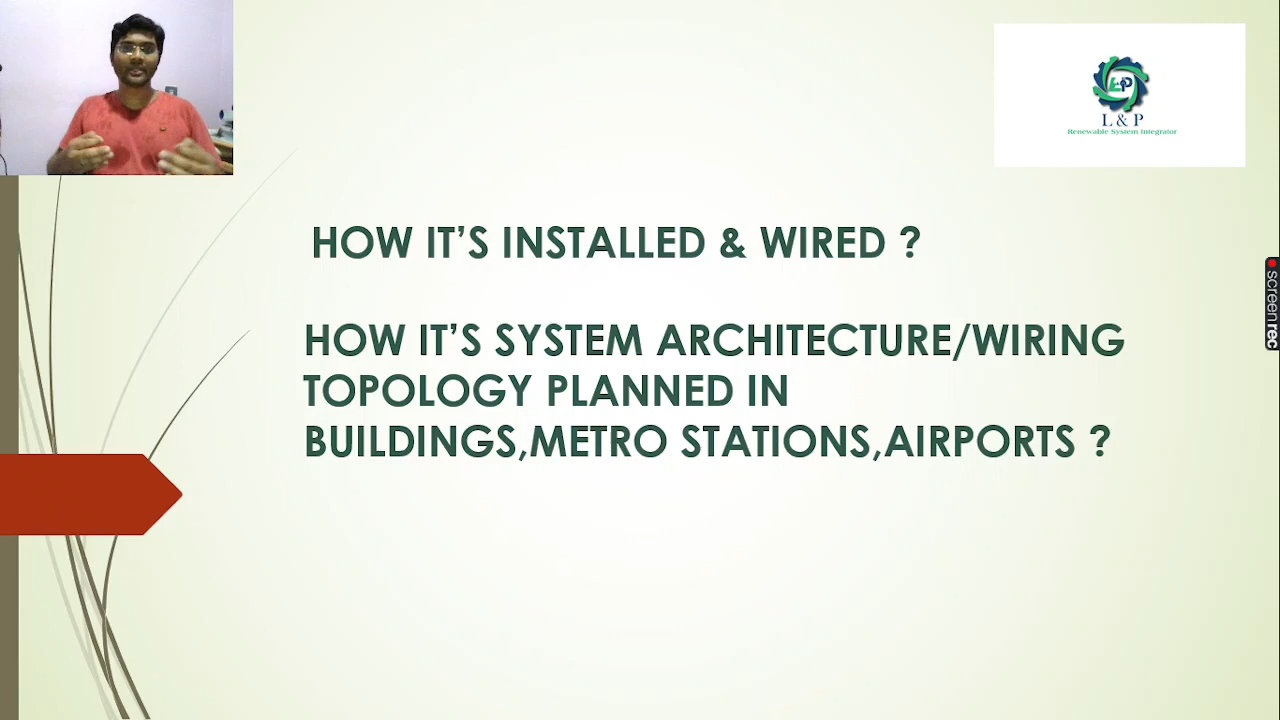 L&P
L & P
Renewable System Integrator
HOW IT’S INSTALLED & WIRED ?
HOW IT’S SYSTEM ARCHITECTURE/WIRING
TOPOLOGY PLANNED IN
BUILDINGS,METRO STATIONS,AIRPORTS ?
screenrec